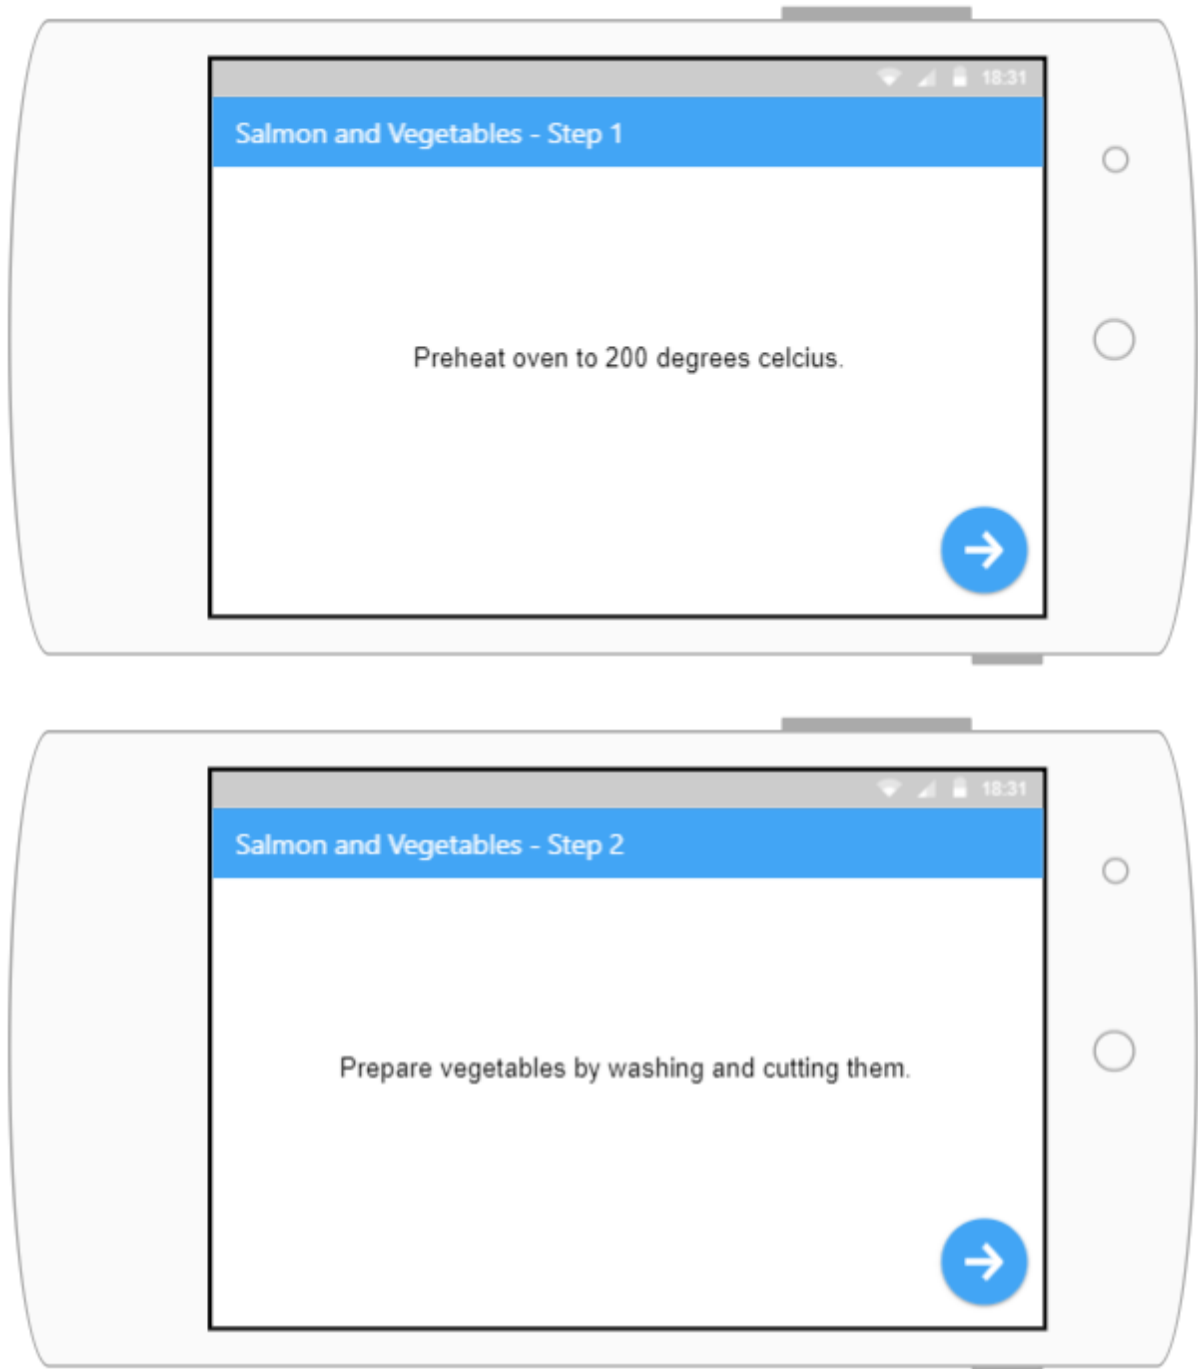 18:31
Salmon and Vegetables - Step 1
Preheat oven to 200 degrees celcius.
18:31
Salmon and Vegetables - Step 2
Prepare vegetables by washing and cutting them.